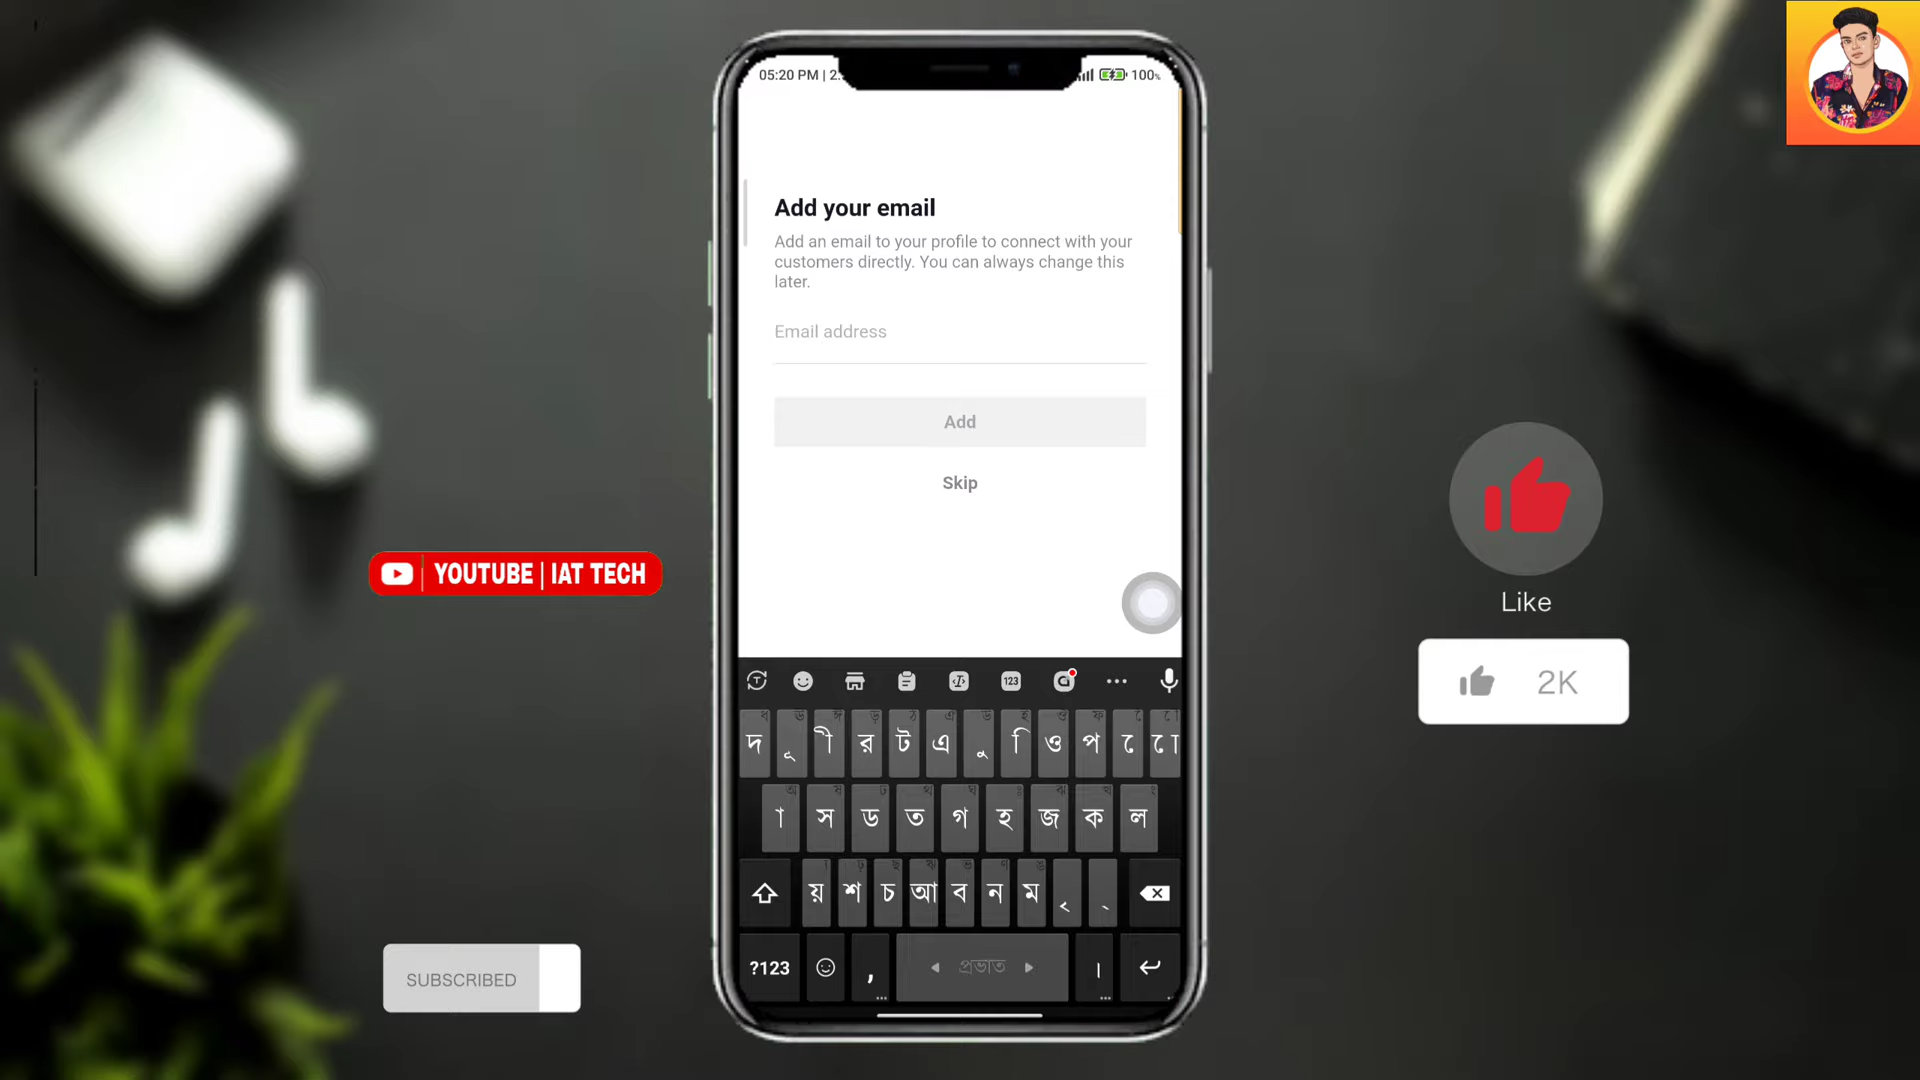 05:20 PM | 2.
100%
Add your email
Add an email to your profile to connect with your
customers directly. You can always change this
later.
Email address
Add
Skip
YOUTUBE | IAT TECH
Like
2K
SUBSCRIBED
123
দ ূ ী র ট এ ু ি ও প ে ো
া স ড ত গ হ জ ক ল
য় শ চ আ ব ন ম ৃ ্
?123 , প্রভাত ।